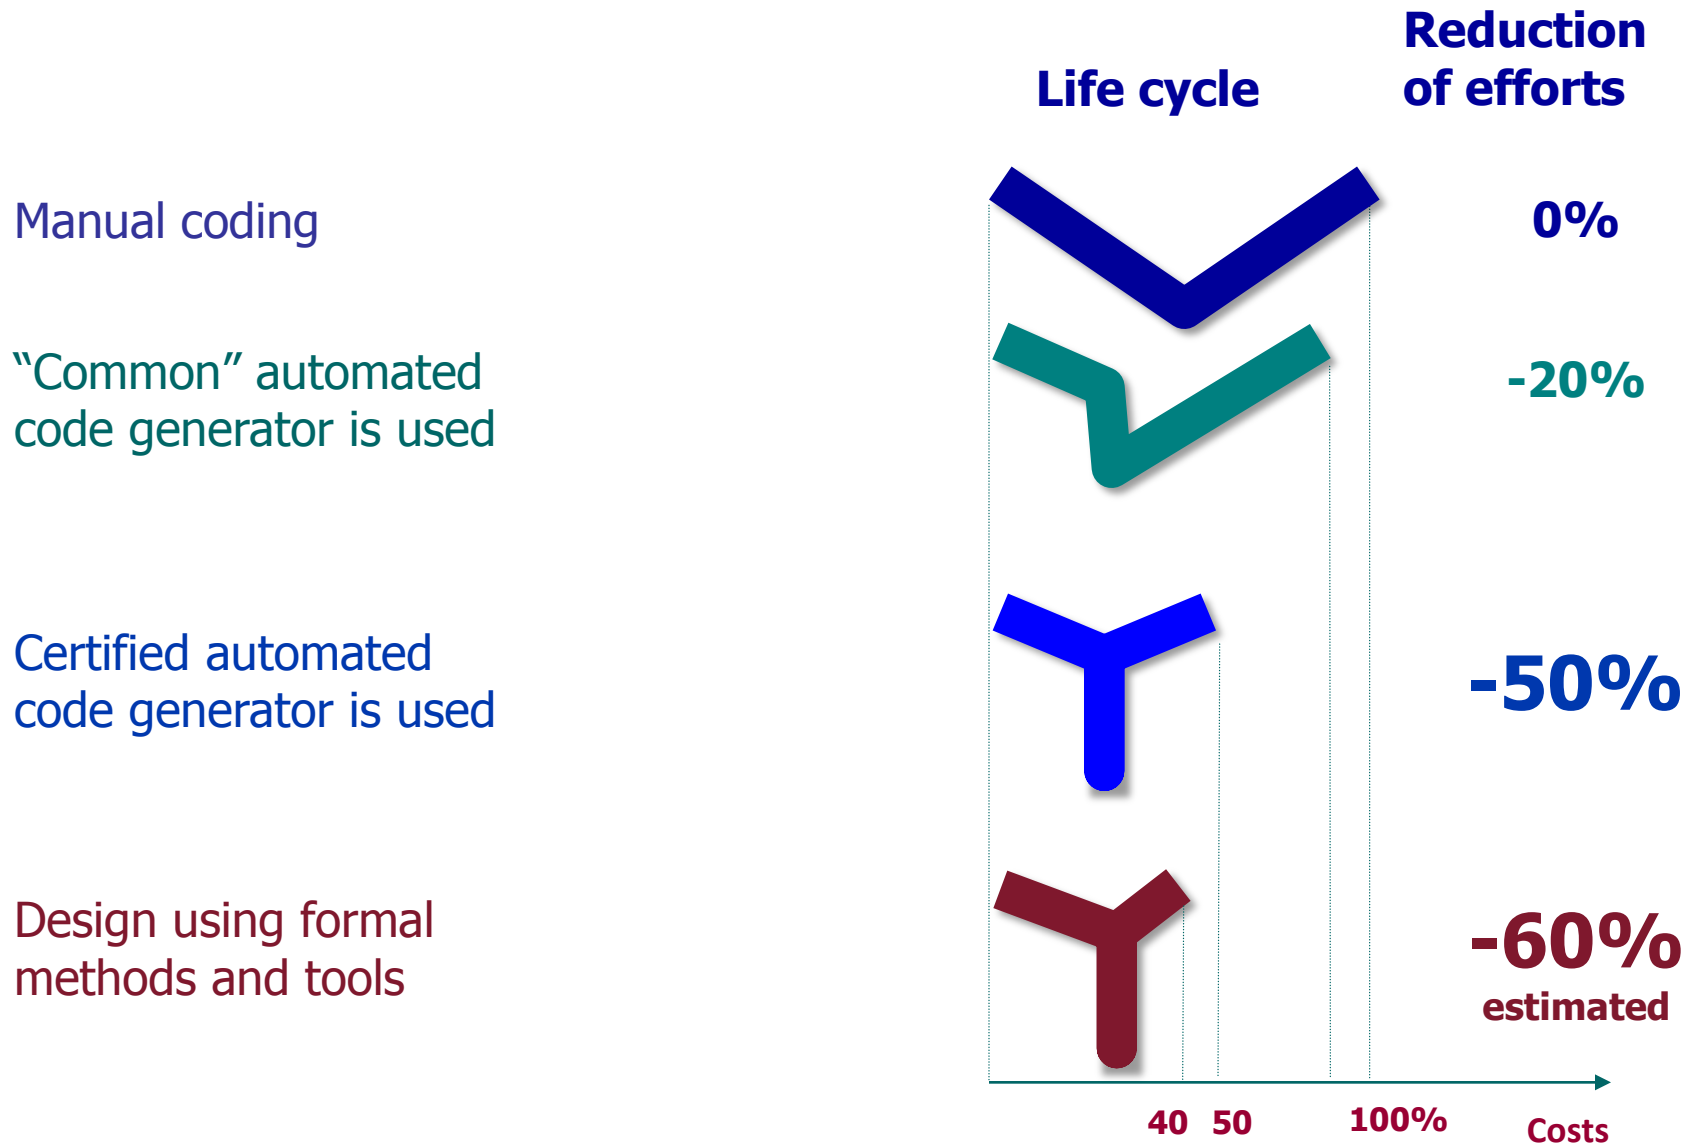 Reduction
of efforts
Life cycle
Manual coding
0%
“Common” automated
code generator is used
-20%
Certified automated
code generator is used
-50%
Design using formal
methods and tools
-60%
estimated
40 50 100% Costs